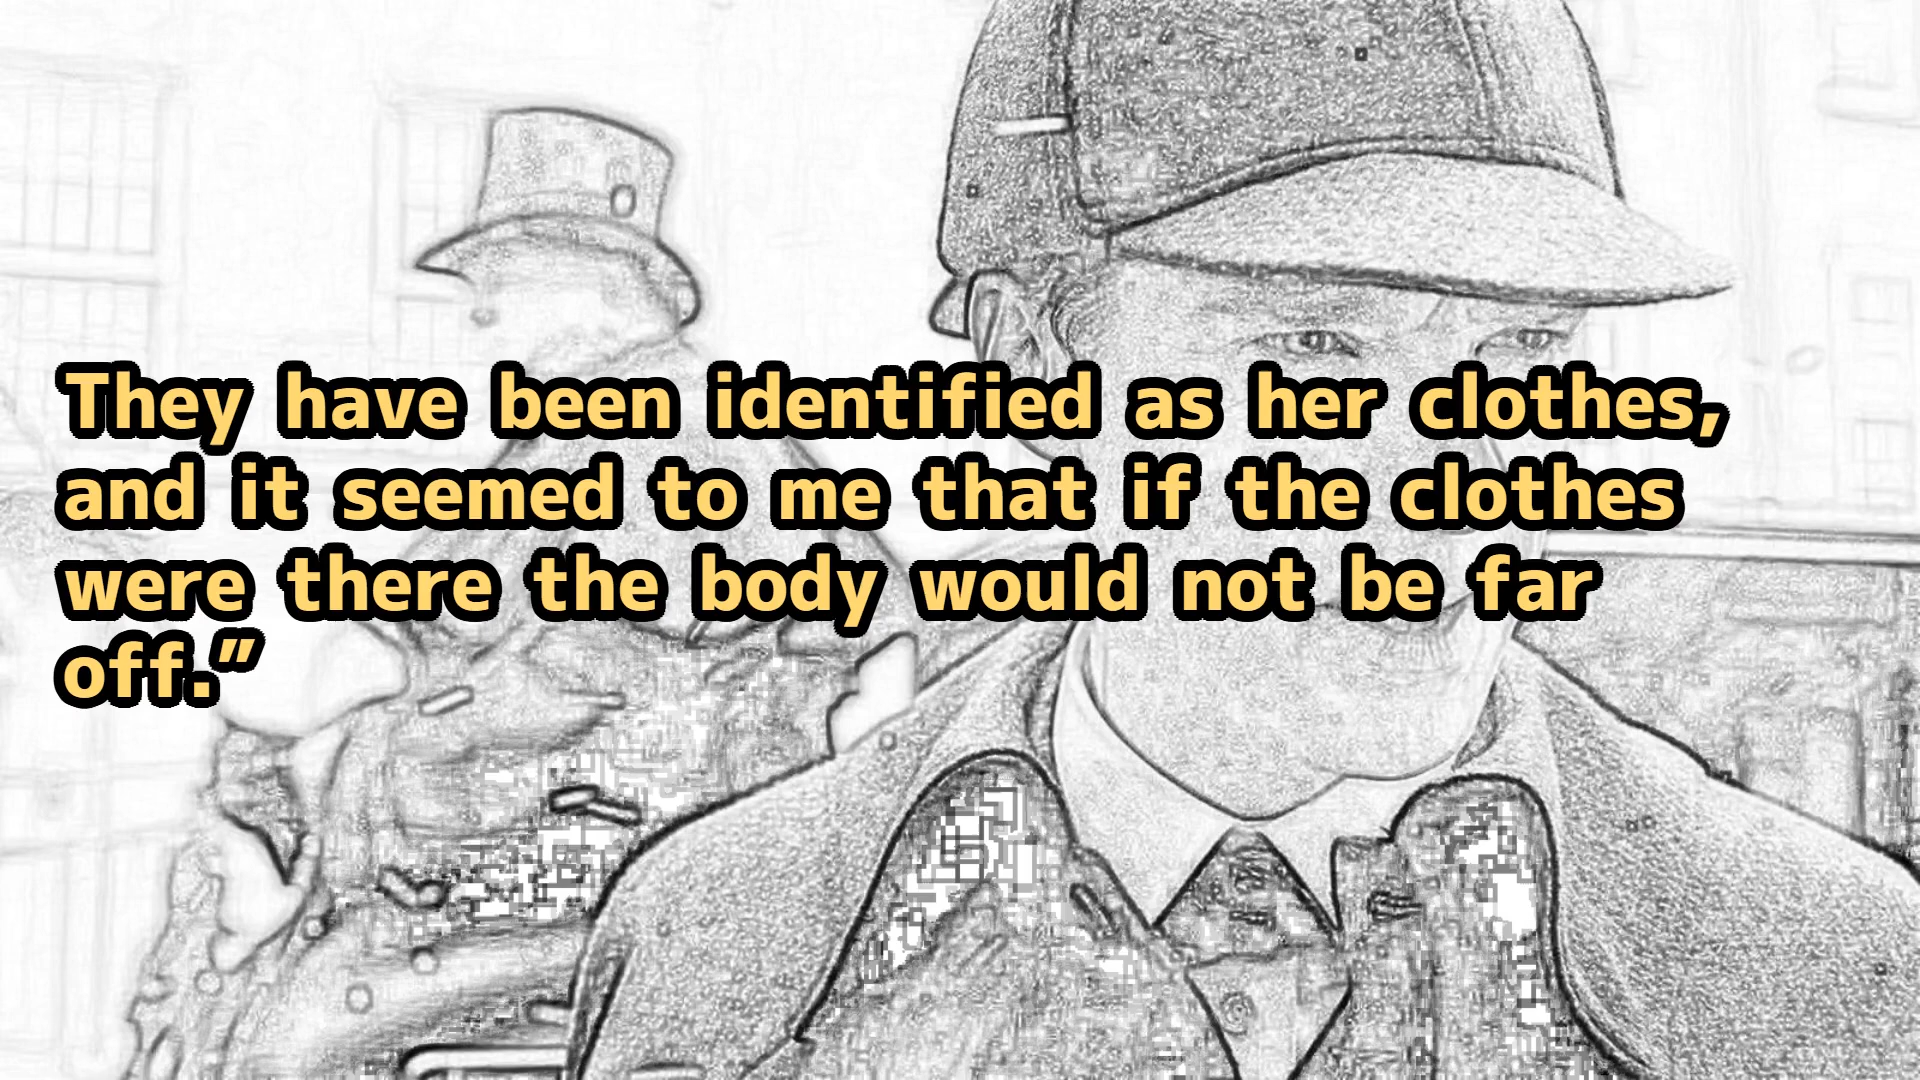 They have been identified as her clothes,
and it seemed to me that if the clothes
were there the body would not be far
off.”